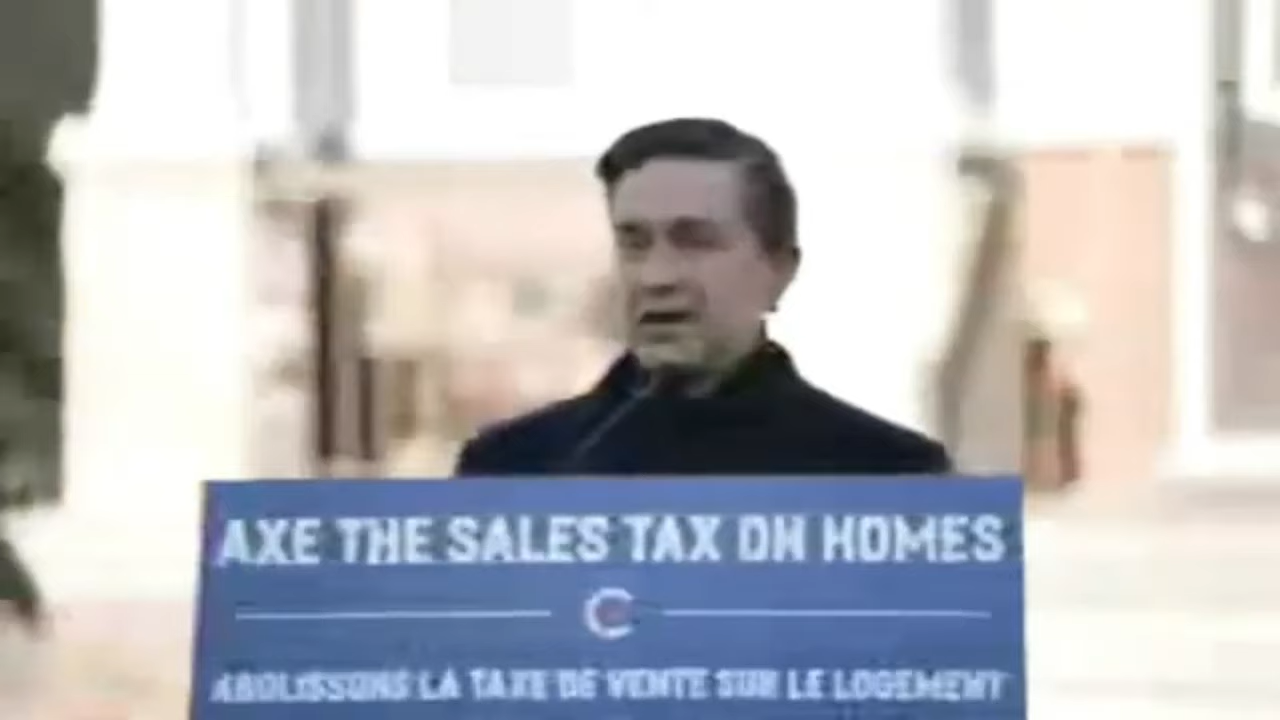 AXE THE SALES TAX ON HOMES
ABOLISSONS LA TAXE DE VENTE SUR LE LOGEMENT